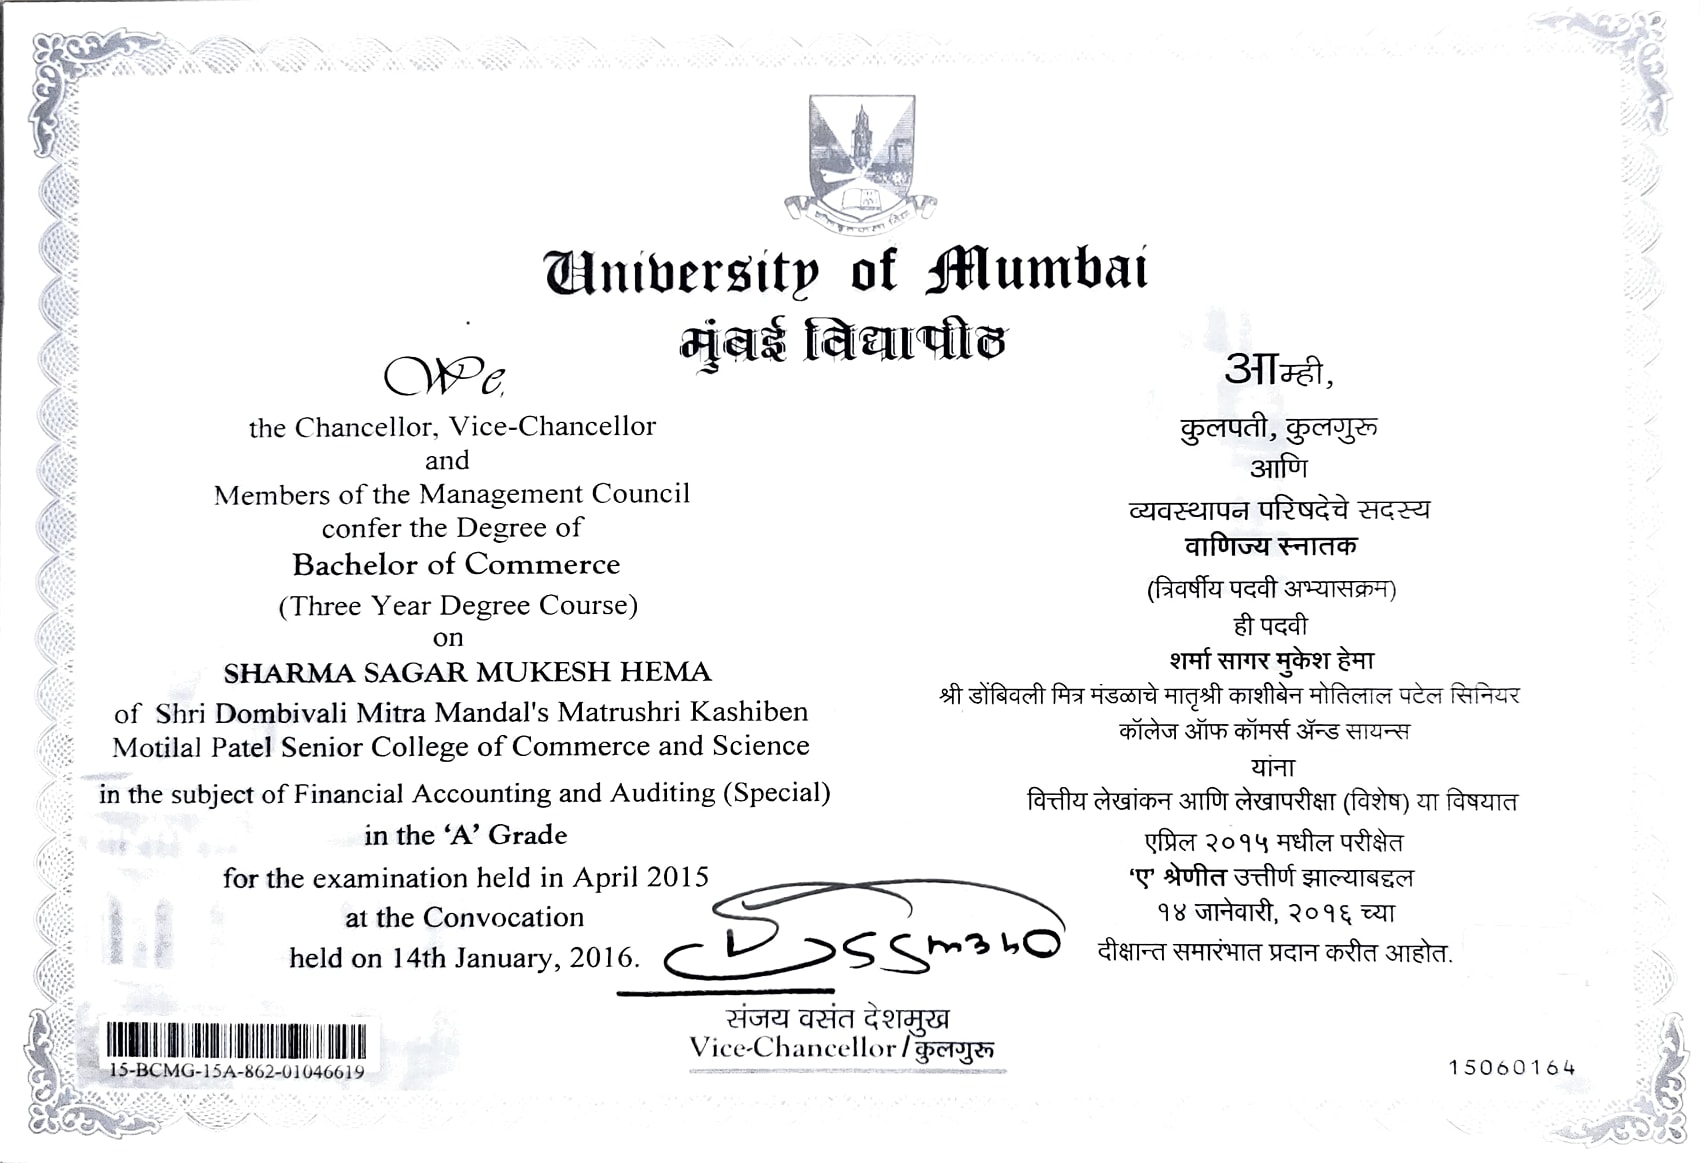 University of Mumbai
मुंबई विद्यापीठ
We,
the Chancellor, Vice-Chancellor
and
Members of the Management Council
confer the Degree of
Bachelor of Commerce
(Three Year Degree Course)
on
SHARMA SAGAR MUKESH HEMA
of Shri Dombivali Mitra Mandal's Matrushri Kashiben
Motilal Patel Senior College of Commerce and Science
in the subject of Financial Accounting and Auditing (Special)
in the ‘A’ Grade
for the examination held in April 2015
at the Convocation
held on 14th January, 2016.
आम्ही,
कुलपती, कुलगुरू
आणि
व्यवस्थापन परिषदेचे सदस्य
वाणिज्य स्नातक
(त्रिवर्षीय पदवी अभ्यासक्रम)
ही पदवी
शर्मा सागर मुकेश हेमा
श्री डोंबिवली मित्र मंडळाचे मातृश्री काशीबेन मोतिलाल पटेल सिनियर
कॉलेज ऑफ कॉमर्स ॲन्ड सायन्स
यांना
वित्तीय लेखांकन आणि लेखापरीक्षा (विशेष) या विषयात
एप्रिल २०१५ मधील परीक्षेत
‘ए’ श्रेणीत उत्तीर्ण झाल्याबद्दल
१४ जानेवारी, २०१६ च्या
दीक्षान्त समारंभात प्रदान करीत आहोत.
संजय वसंत देशमुख
Vice-Chancellor/कुलगुरू
15-BCMG-15A-862-01046619
15060164